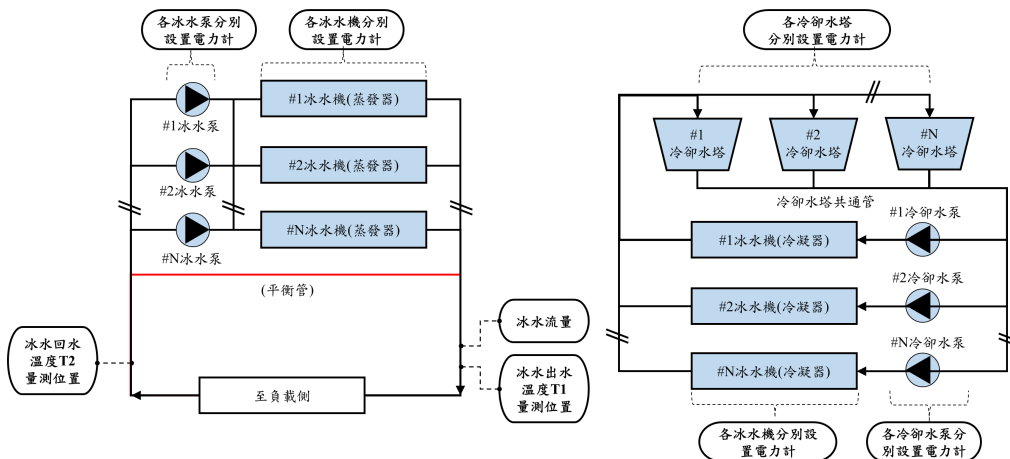 各冰水泵分別
設置電力計
各冰水機分別
設置電力計
#1冰水泵
#1冰水機(蒸發器)
#2冰水泵
#2冰水機(蒸發器)
#N冰水泵
#N冰水機(蒸發器)
(平衡管)
冰水流量
冰水回水
溫度T2
量測位置
冰水出水
溫度T1
量測位置
至負載側
各冷卻水塔
分別設置電力計
#1
冷卻水塔
#2
冷卻水塔
#N
冷卻水塔
冷卻水塔共通管
#1冷卻水泵
#1冰水機(冷凝器)
#2冷卻水泵
#2冰水機(冷凝器)
#N冷卻水泵
#N冰水機(冷凝器)
各冰水機分別設
置電力計
各冷卻水泵分
別設置電力計